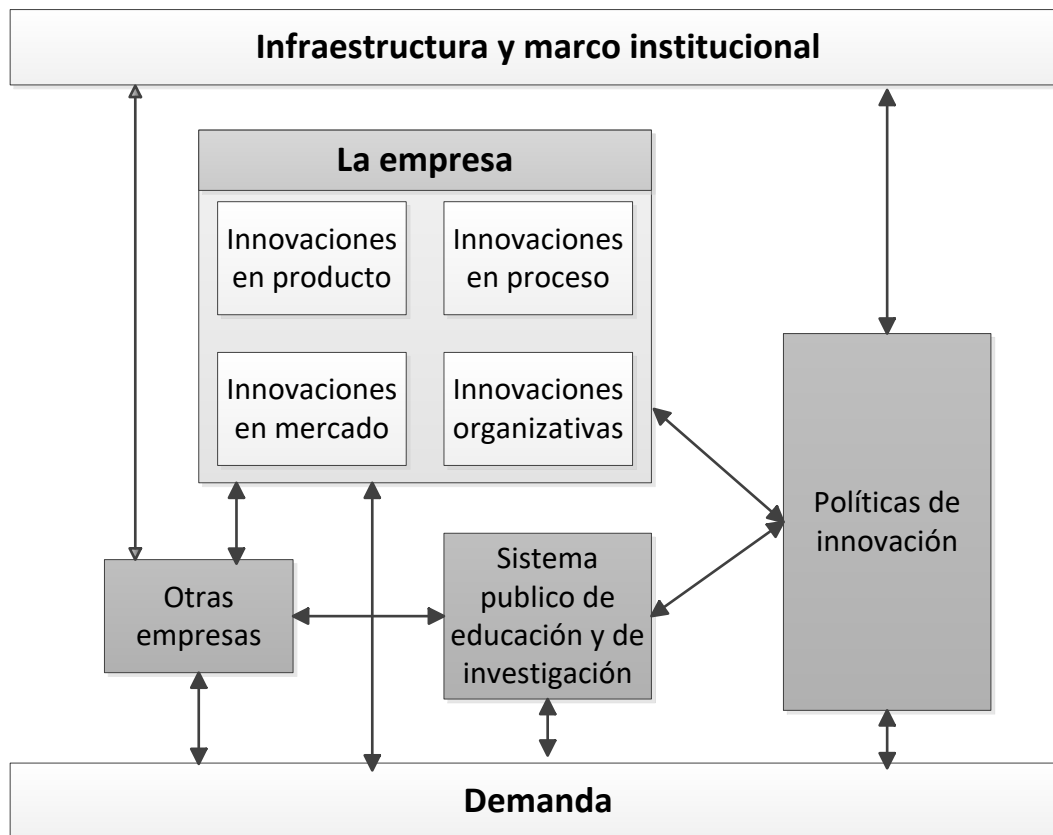 Infraestructura y marco institucional
La empresa
Innovaciones
en producto
Innovaciones
en proceso
Innovaciones
en mercado
Innovaciones
organizativas
Políticas de
innovación
Otras
empresas
Sistema
publico de
educación y de
investigación
Demanda